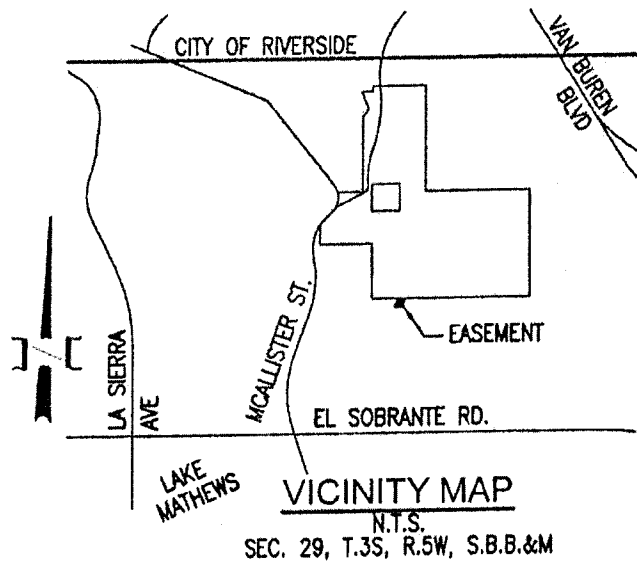 CITY OF RIVERSIDE
VAN BUREN
BLVD
EASEMENT
MCALLISTER ST.
LA SIERRA
AVE
EL SOBRANTE RD.
LAKE
MATHEWS
VICINITY MAP
N.T.S.
SEC. 29, T.3S, R.5W, S.B.B.&M